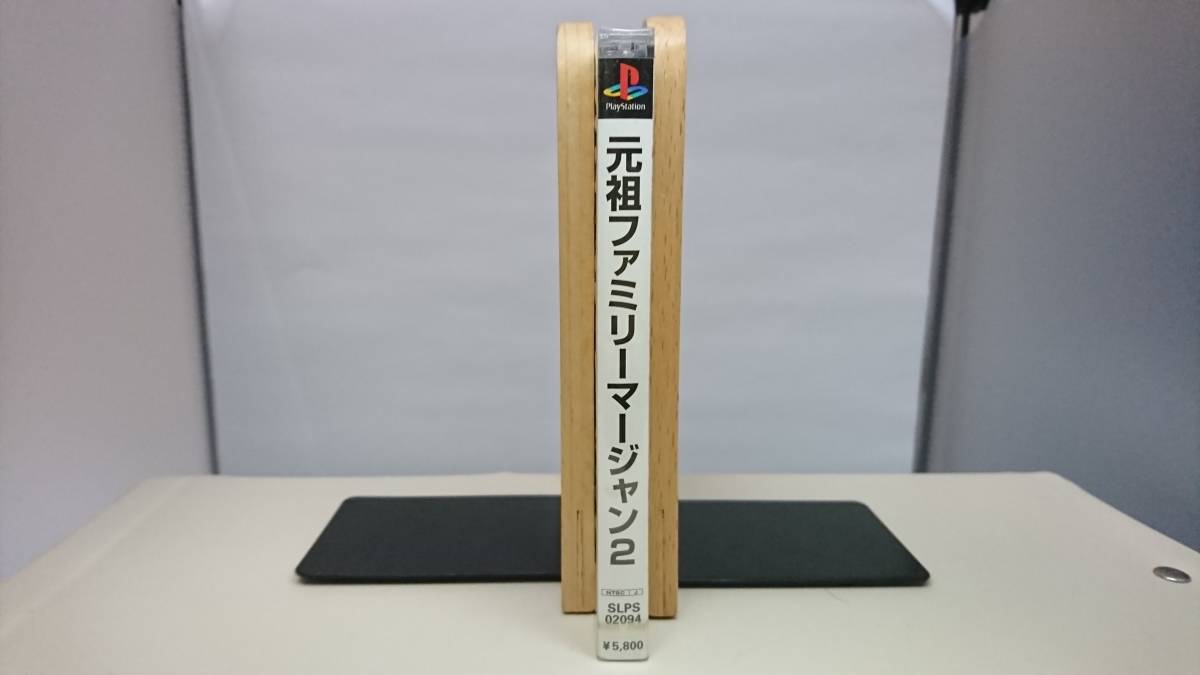 PlayStation
元祖ファミリーマージャン2
NTSC J
SLPS
02094
¥5,800